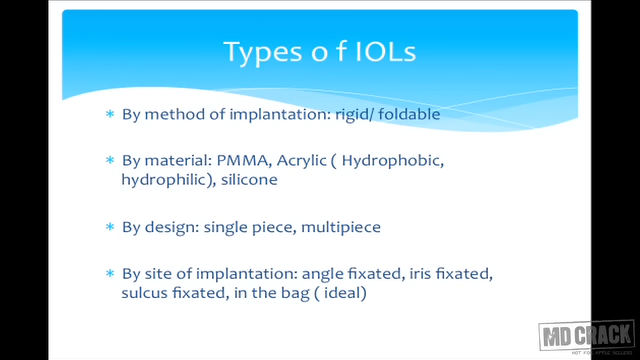 Types o f IOLs
* By method of implantation: rigid/ foldable
* By material: PMMA, Acrylic ( Hydrophobic,
hydrophilic), silicone
* By design: single piece, multipiece
* By site of implantation: angle fixated, iris fixated,
sulcus fixated, in the bag ( ideal)
MD CRACK